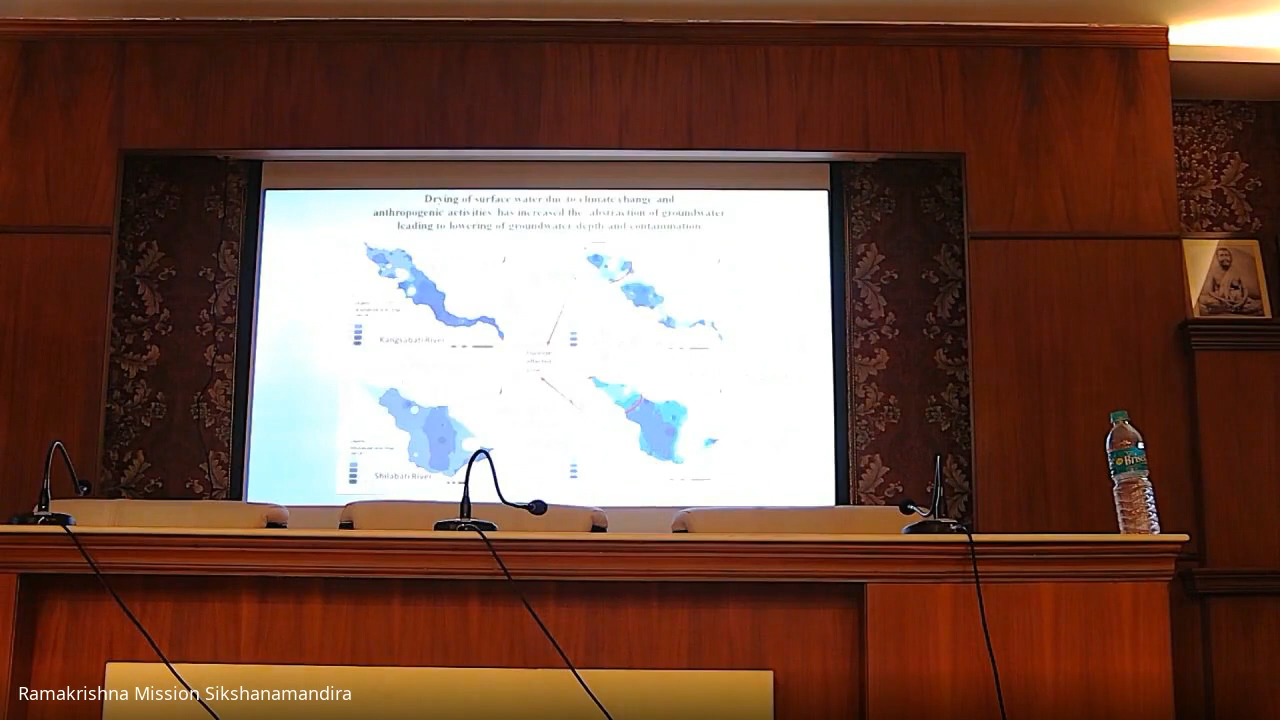 Drying of surface water due to climate change and
anthropogenic activities has increased the abstraction of groundwater
leading to lowering of groundwater depth and contamination
Kangsabati River
Shilabati River
Ramakrishna Mission Sikshanamandira